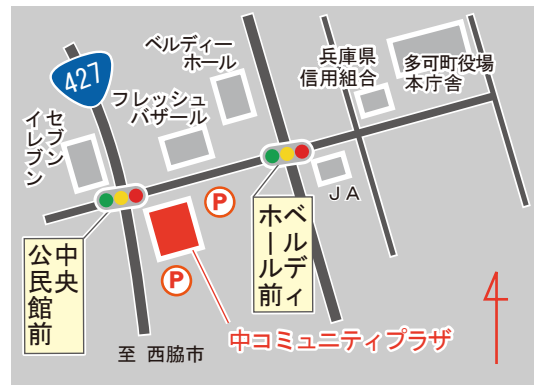 427
ベルディー
ホール
兵庫県
信用組合
多可町役場
本庁舎
フレッシュ
バザール
セブン
イレブン
P
JA
ベルディ
ホール前
P
中央
公民館前
中コミュニティプラザ
至 西脇市